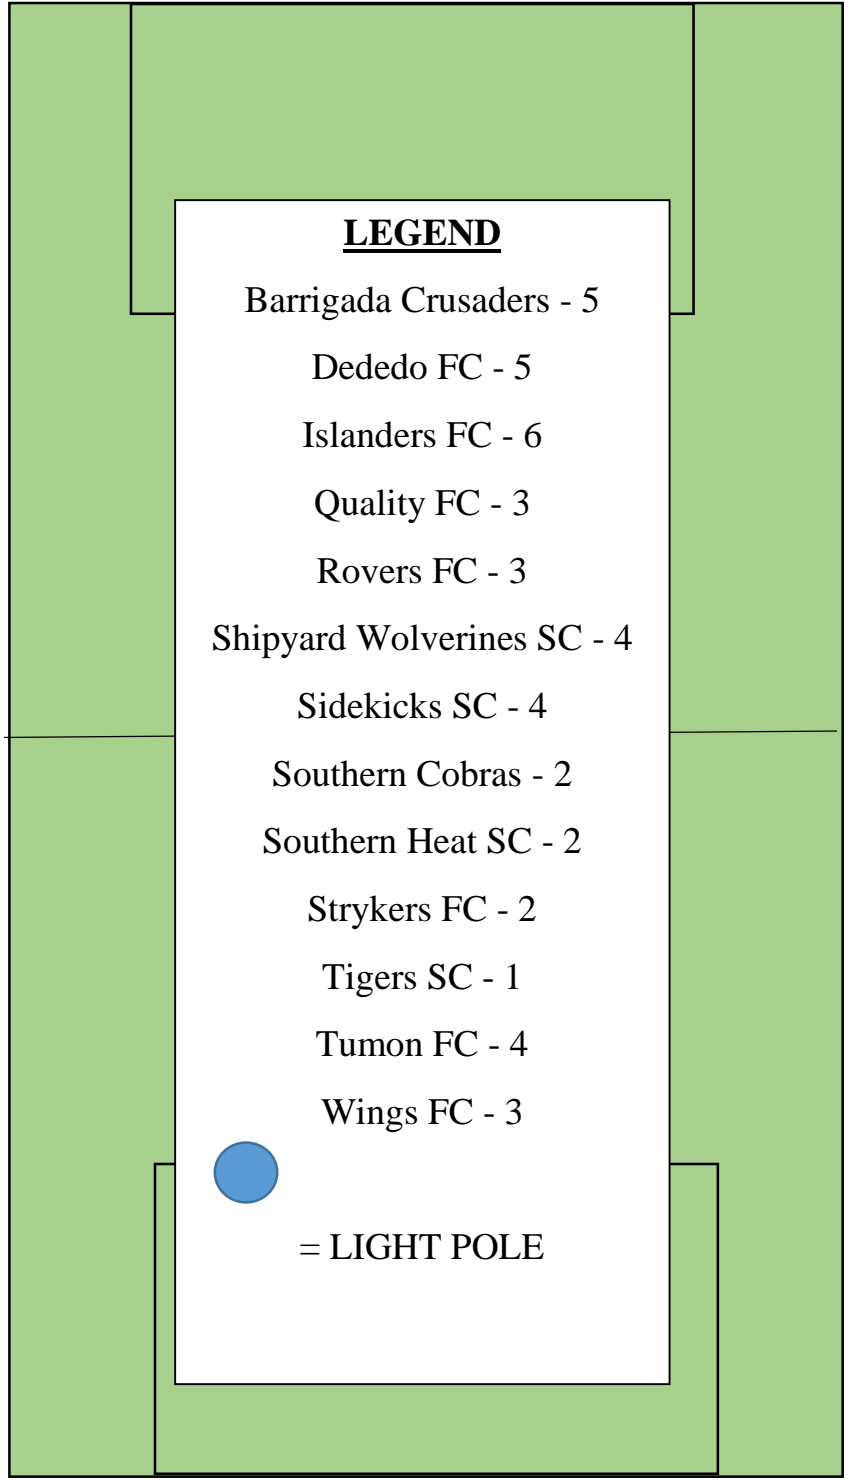 LEGEND
Barrigada Crusaders - 5
Dededo FC - 5
Islanders FC - 6
Quality FC - 3
Rovers FC - 3
Shipyard Wolverines SC - 4
Sidekicks SC - 4
Southern Cobras - 2
Southern Heat SC - 2
Strykers FC - 2
Tigers SC - 1
Tumon FC - 4
Wings FC - 3
= LIGHT POLE